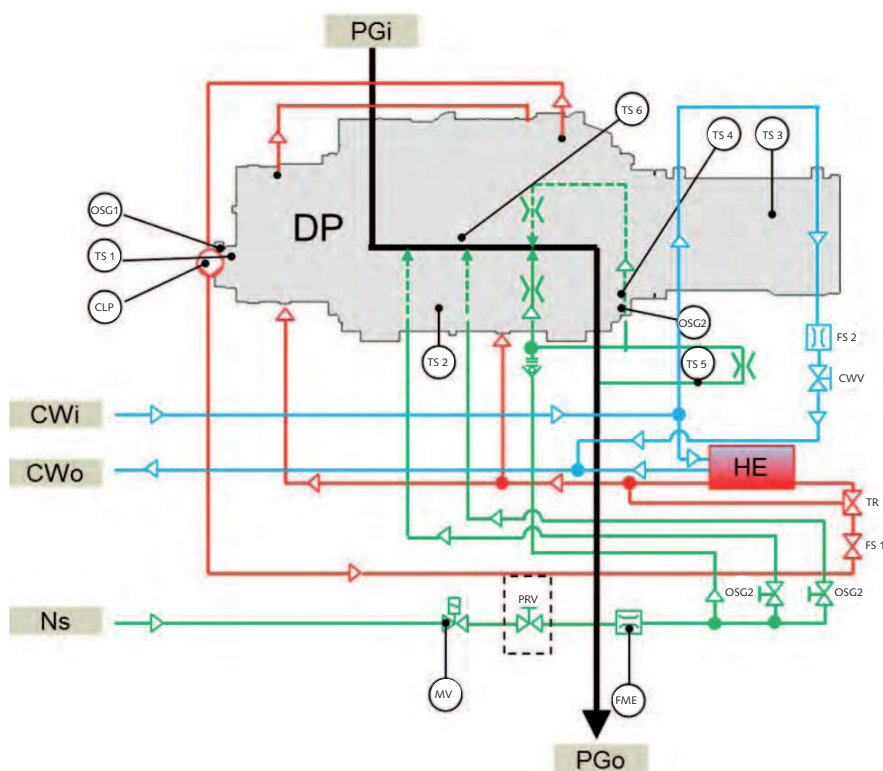 PGi
TS 6
TS 4
TS 3
OSG1
DP
TS 1
CLP
OSG2
TS 2
TS 5
FS 2
CWV
CWi
CWo
HE
TR
FS 1
OSG2
OSG2
PRV
Ns
MV
FME
PGo